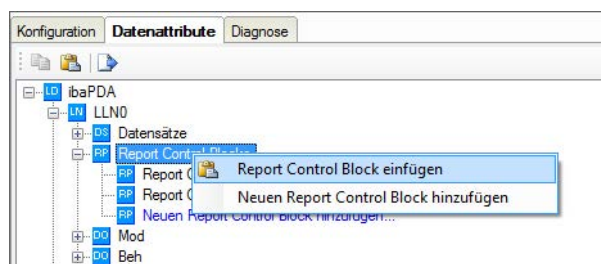 Konfiguration Datenattribute Diagnose
LD ibaPDA
LN LLN0
DS Datensätze
RP Report Control Blocks
RP Report Report Control Block einfügen
RP Report Neuen Report Control Block hinzufügen
RP Neuen Report Control Block hinzufügen...
DO Mod
DO Beh